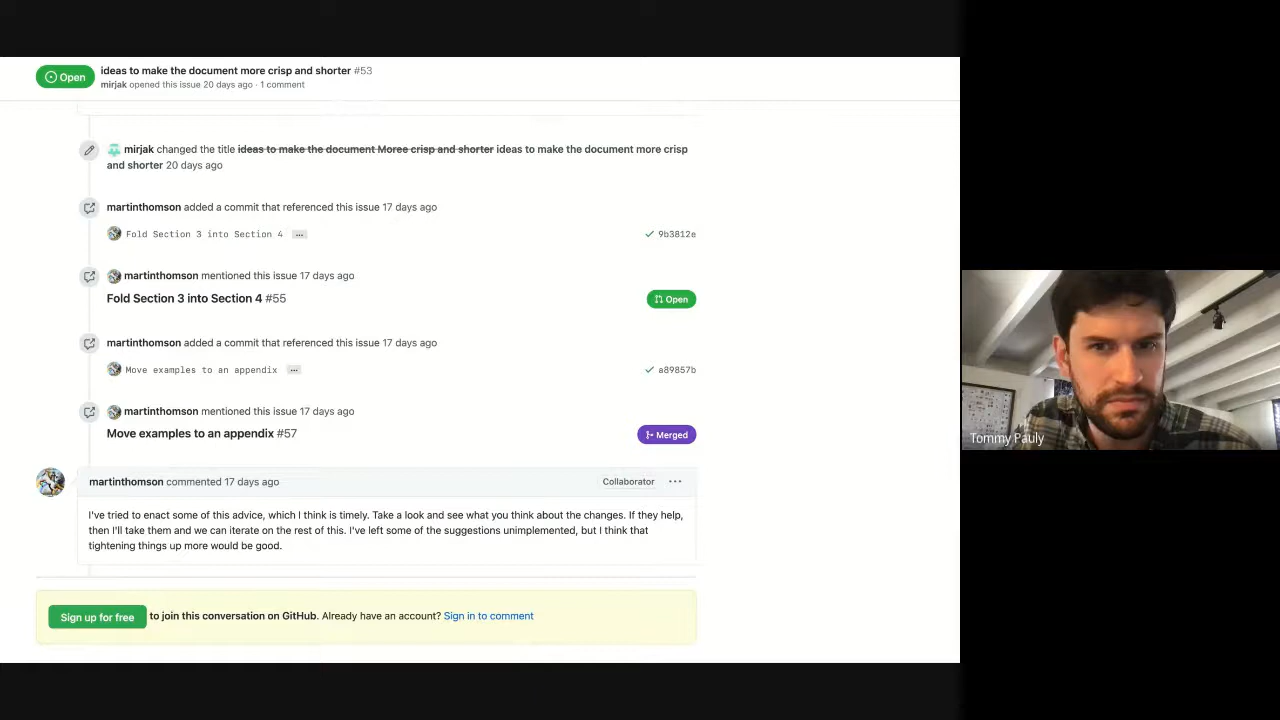 Open
ideas to make the document more crisp and shorter #53
mirjak opened this issue 20 days ago · 1 comment
mirjak changed the title ideas to make the document Moree crisp and shorter ideas to make the document more crisp
and shorter 20 days ago
martinthomson added a commit that referenced this issue 17 days ago
Fold Section 3 into Section 4 ...
9b3812e
martinthomson mentioned this issue 17 days ago
Fold Section 3 into Section 4 #55
Open
martinthomson added a commit that referenced this issue 17 days ago
Move examples to an appendix ...
a89857b
martinthomson mentioned this issue 17 days ago
Move examples to an appendix #57
Merged
martinthomson commented 17 days ago
Collaborator ...
I've tried to enact some of this advice, which I think is timely. Take a look and see what you think about the changes. If they help,
then I'll take them and we can iterate on the rest of this. I've left some of the suggestions unimplemented, but I think that
tightening things up more would be good.
Sign up for free to join this conversation on GitHub. Already have an account? Sign in to comment
Tommy Pauly